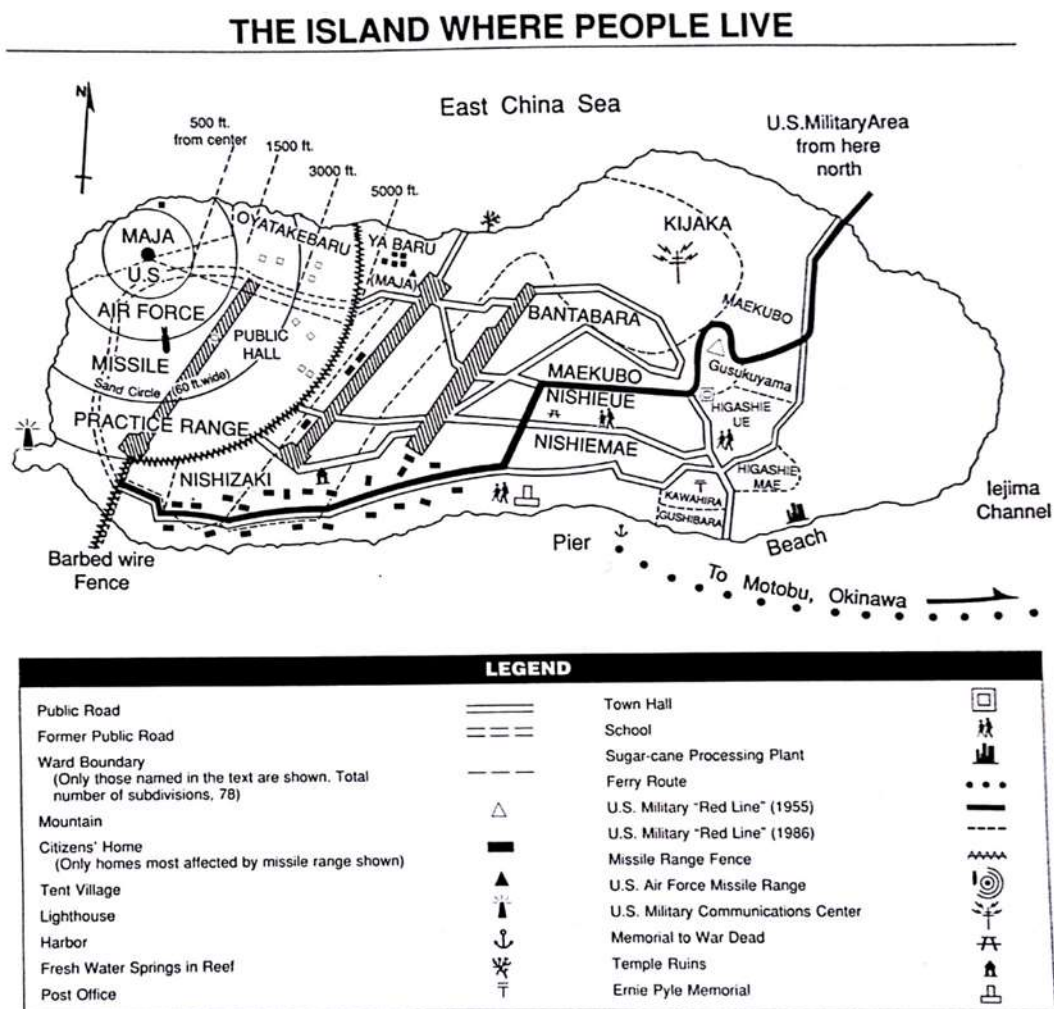 THE ISLAND WHERE PEOPLE LIVE
N
East China Sea
500 ft.
from center
1500 ft.
3000 ft.
5000 ft.
U.S.Military Area
from here
north
OYATAKEBARU
YA BARU
(MAJA)
KIJAKA
MAJA
U.S.
AIR FORCE
MISSILE
PUBLIC
HALL
Sand Circle (60 ft.wide)
PRACTICE RANGE
BANTABARA
MAEKUBO
MAEKUBO
Gusukuyama
NISHIEUE
HIGASHIE
UE
NISHIEMAE
NISHIZAKI
HIGASHIE
MAE
KAWAHIRA
GUSHIBARA
Iejima
Channel
Barbed wire
Fence
Pier
Beach
To Motobu, Okinawa
LEGEND
Public Road
Former Public Road
Ward Boundary
(Only those named in the text are shown. Total
number of subdivisions, 78)
Mountain
Citizens' Home
(Only homes most affected by missile range shown)
Tent Village
Lighthouse
Harbor
Fresh Water Springs in Reef
Post Office
Town Hall
School
Sugar-cane Processing Plant
Ferry Route
U.S. Military "Red Line" (1955)
U.S. Military "Red Line" (1986)
Missile Range Fence
U.S. Air Force Missile Range
U.S. Military Communications Center
Memorial to War Dead
Temple Ruins
Ernie Pyle Memorial